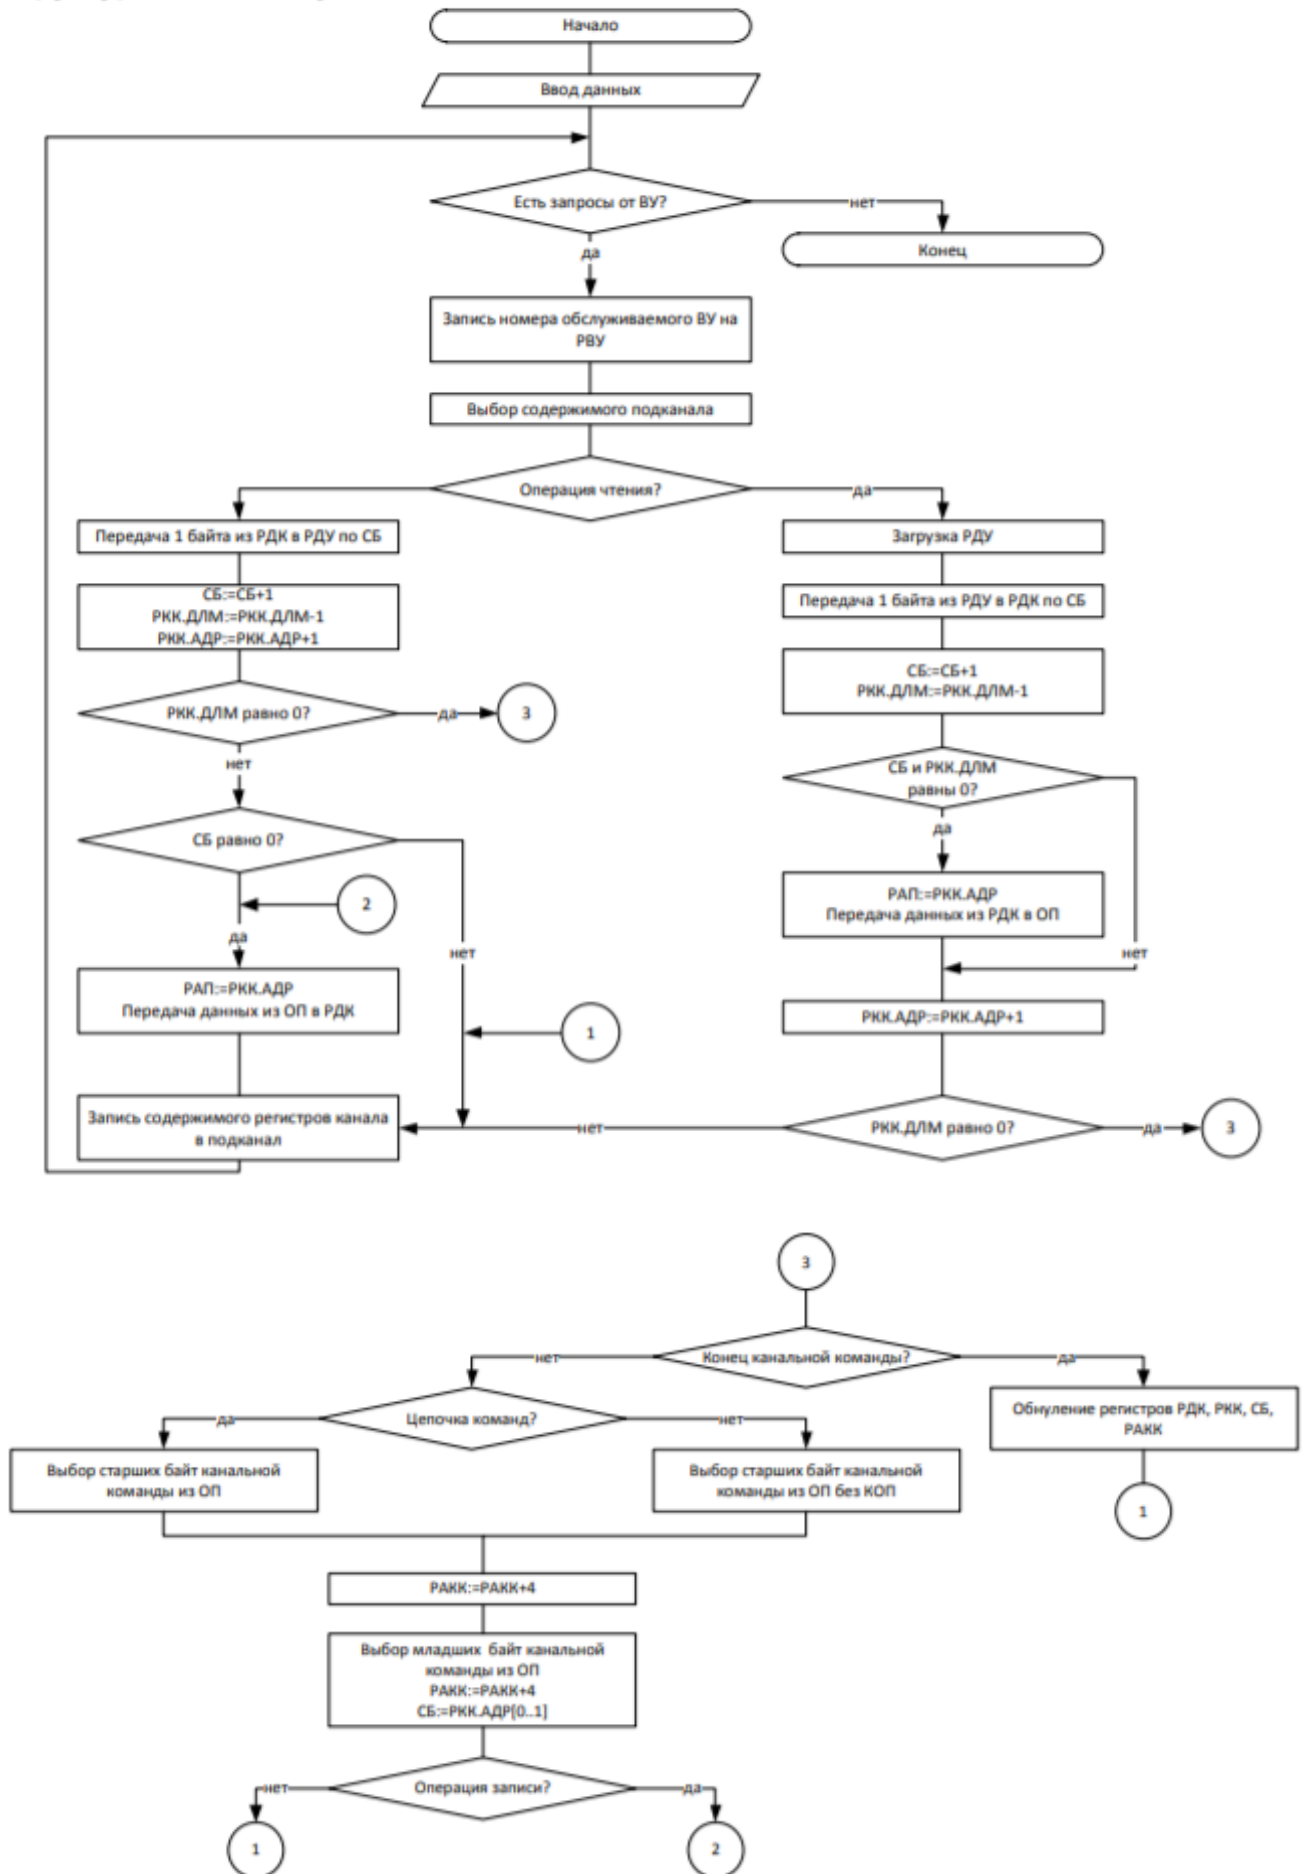 Начало
Ввод данных
Есть запросы от ВУ?
нет
Конец
да
Запись номера обслуживаемого ВУ на
РВУ
Выбор содержимого подканала
Операция чтения?
да
Передача 1 байта из РДК в РДУ по СБ
Загрузка РДУ
СБ:=СБ+1
РКК.ДЛМ:=РКК.ДЛМ-1
РКК.АДР:=РКК.АДР+1
Передача 1 байта из РДУ в РДК по СБ
СБ:=СБ+1
РКК.ДЛМ:=РКК.ДЛМ-1
РКК.ДЛМ равно 0?
да
3
нет
СБ и РКК.ДЛМ
равны 0?
да
СБ равно 0?
2
да
нет
РАП:=РКК.АДР
Передача данных из РДК в ОП
нет
РАП:=РКК.АДР
Передача данных из ОП в РДК
1
РКК.АДР:=РКК.АДР+1
Запись содержимого регистров канала
в подканал
нет
РКК.ДЛМ равно 0?
да
3
3
Конец канальной команды?
нет
да
Цепочка команд?
да
нет
Обнуление регистров РДК, РКК, СБ,
РАКК
Выбор старших байт канальной
команды из ОП
Выбор старших байт канальной
команды из ОП без КОП
1
РАКК:=РАКК+4
Выбор младших байт канальной
команды из ОП
РАКК:=РАКК+4
СБ:=РКК.АДР[0..1]
Операция записи?
нет
да
1
2